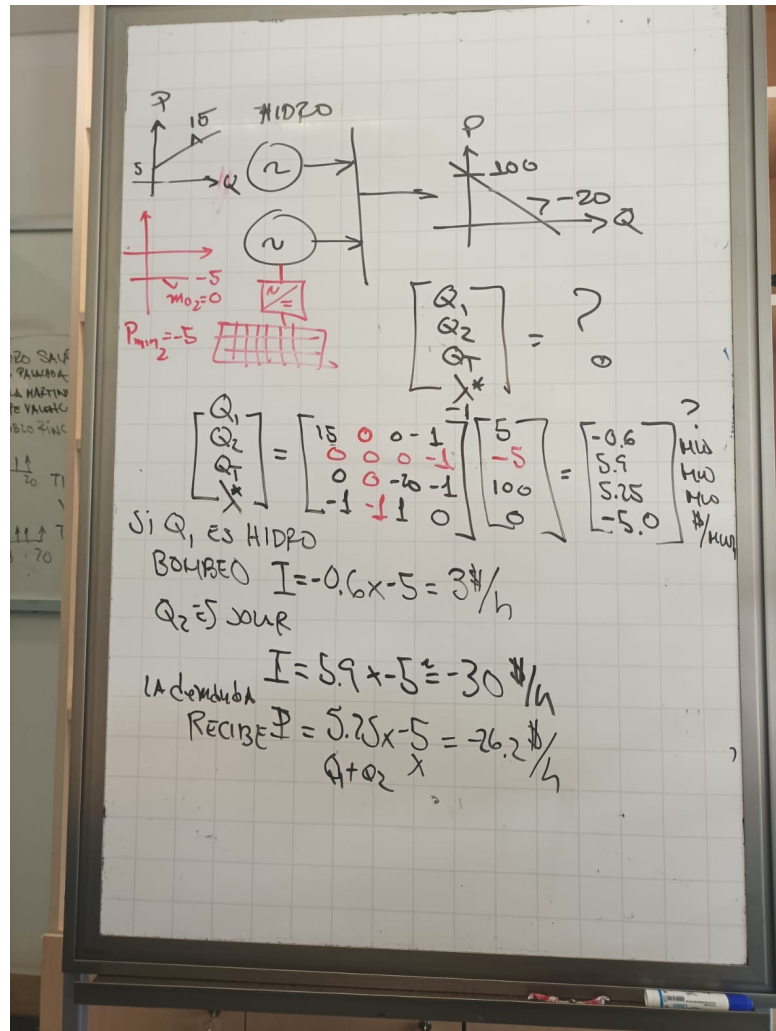 P
15
HIDRO
5
Q
~
~
P
100
-20
Q
-5
mo2=0
Pmin2=-5
~
=
[Q1
Q2
QT
λ*] = ?
[Q1
Q2
QT
λ*] = [15 0 0 -1
0 0 0 -1
0 0 -20 -1
-1 -1 1 0]^-1 [5
-5
100
0] = [-0.6
5.9
5.25
-5.0] ?
MW
MW
MW
$/MWh
Si Q1 ES HIDRO
BOMBEO I=-0.6x-5=3$/h
Q2=
I=5.9x-5≃-30$/h
LA demanda
RECIBE I=5.25x-5=-26.2$/h
Q1+Q2 x
20
20